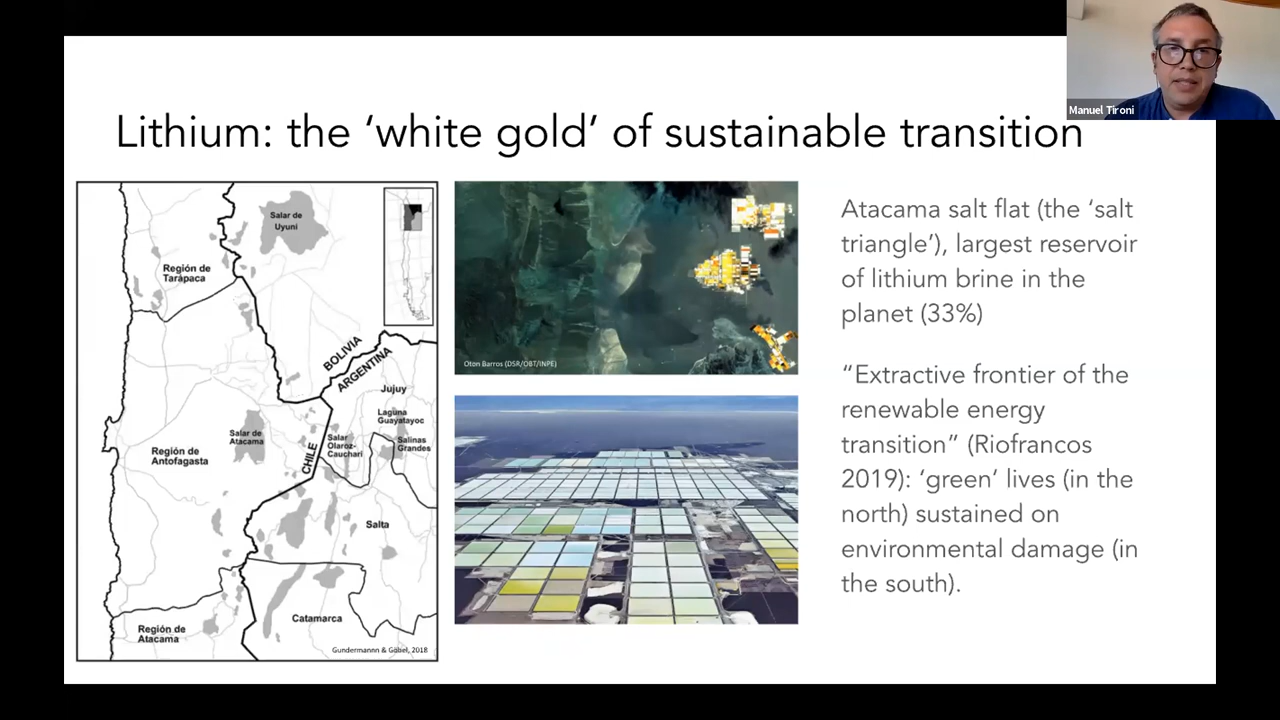 Manuel Tironi
Lithium: the ‘white gold’ of sustainable transition
Salar de
Uyuni
Región de
Tarapaca
BOLIVIA
ARGENTINA
Jujuy
Laguna
Guayatayoc
Salar de
Atacama
Salar
Olaroz-
Cauchari
Salinas
Grandes
Región de
Antofagasta
CHILE
Salta
Catamarca
Región de
Atacama
Gundermannn & Göbel, 2018
Oton Barros (DSR/OBT/INPE)
Atacama salt flat (the ‘salt
triangle’), largest reservoir
of lithium brine in the
planet (33%)
“Extractive frontier of the
renewable energy
transition” (Riofrancos
2019): ‘green’ lives (in the
north) sustained on
environmental damage (in
the south).